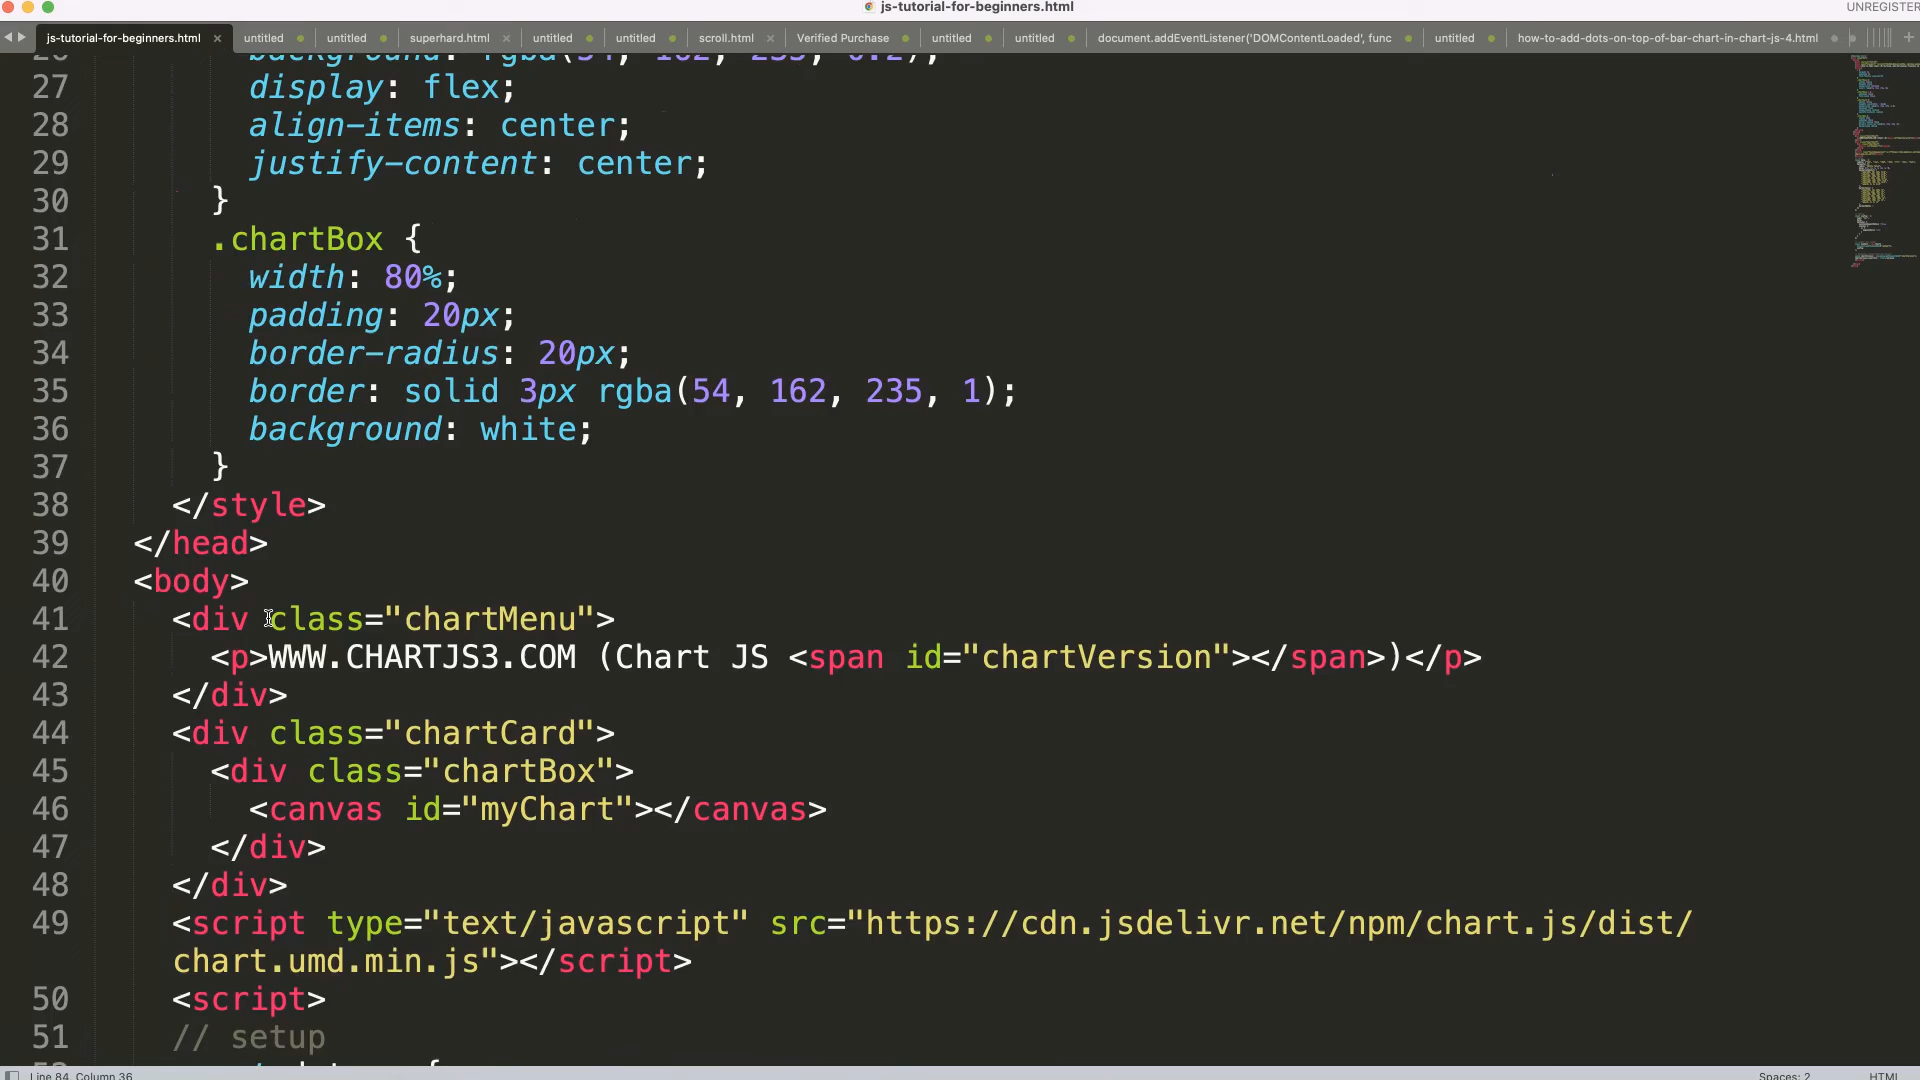 js-tutorial-for-beginners.html
UNREGISTER
js-tutorial-for-beginners.html untitled untitled superhard.html untitled untitled scroll.html Verified Purchase untitled untitled document.addEventListener('DOMContentLoaded', func untitled how-to-add-dots-on-top-of-bar-chart-in-chart-js-4.html
27 display: flex;
28 align-items: center;
29 justify-content: center;
30 }
31 .chartBox {
32 width: 80%;
33 padding: 20px;
34 border-radius: 20px;
35 border: solid 3px rgba(54, 162, 235, 1);
36 background: white;
37 }
38 </style>
39 </head>
40 <body>
41 <div class="chartMenu">
42 <p>WWW.CHARTJS3.COM (Chart JS <span id="chartVersion"></span>)</p>
43 </div>
44 <div class="chartCard">
45 <div class="chartBox">
46 <canvas id="myChart"></canvas>
47 </div>
48 </div>
49 <script type="text/javascript" src="https://cdn.jsdelivr.net/npm/chart.js/dist/
chart.umd.min.js"></script>
50 <script>
51 // setup
Line 84, Column 36
Spaces: 2
HTML